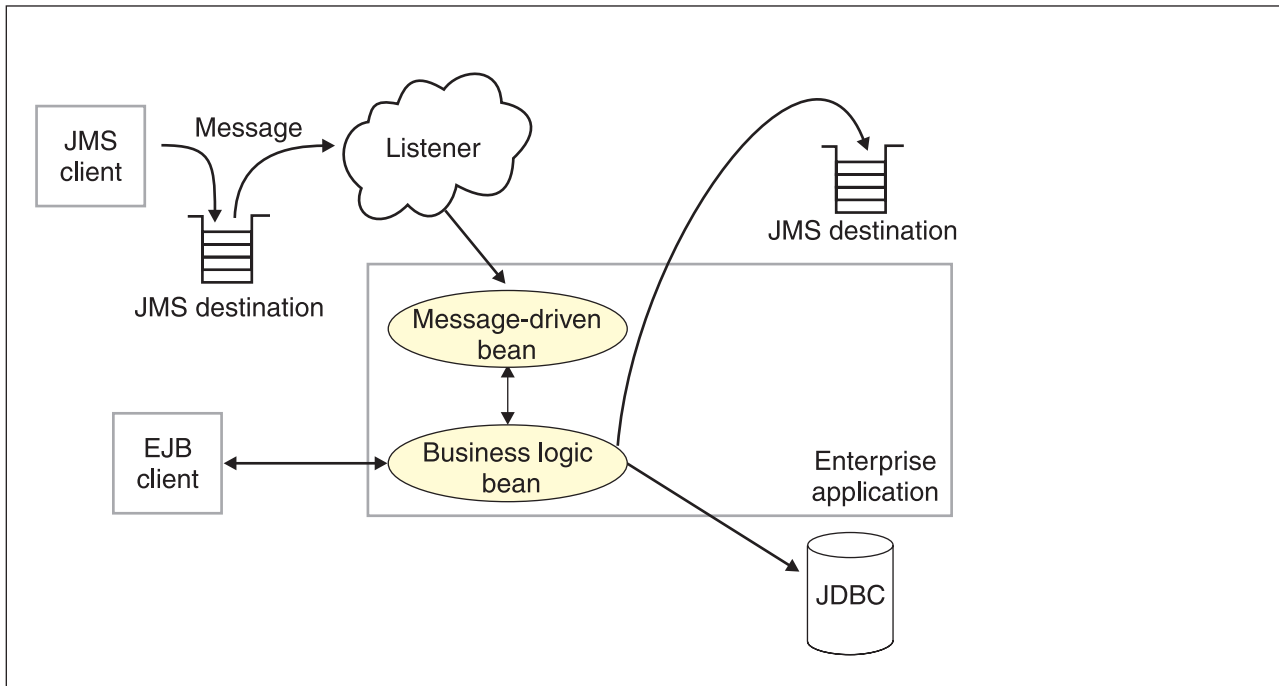 JMS
client
Message
Listener
JMS destination
JMS destination
Message-driven
bean
EJB
client
Business logic
bean
Enterprise
application
JDBC